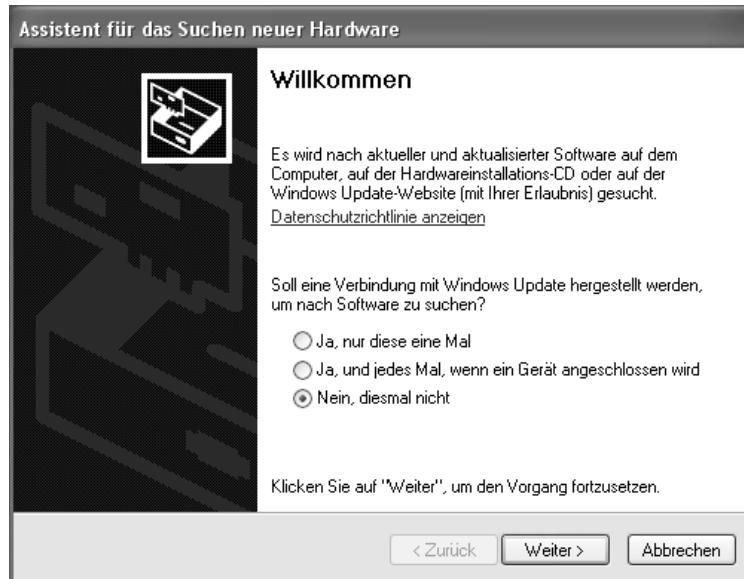 Assistent für das Suchen neuer Hardware
Willkommen
Es wird nach aktueller und aktualisierter Software auf dem
Computer, auf der Hardwareinstallations-CD oder auf der
Windows Update-Website (mit Ihrer Erlaubnis) gesucht.
Datenschutzrichtlinie anzeigen
Soll eine Verbindung mit Windows Update hergestellt werden,
um nach Software zu suchen?
Ja, nur diese eine Mal
Ja, und jedes Mal, wenn ein Gerät angeschlossen wird
Nein, diesmal nicht
Klicken Sie auf "Weiter", um den Vorgang fortzusetzen.
< Zurück Weiter > Abbrechen